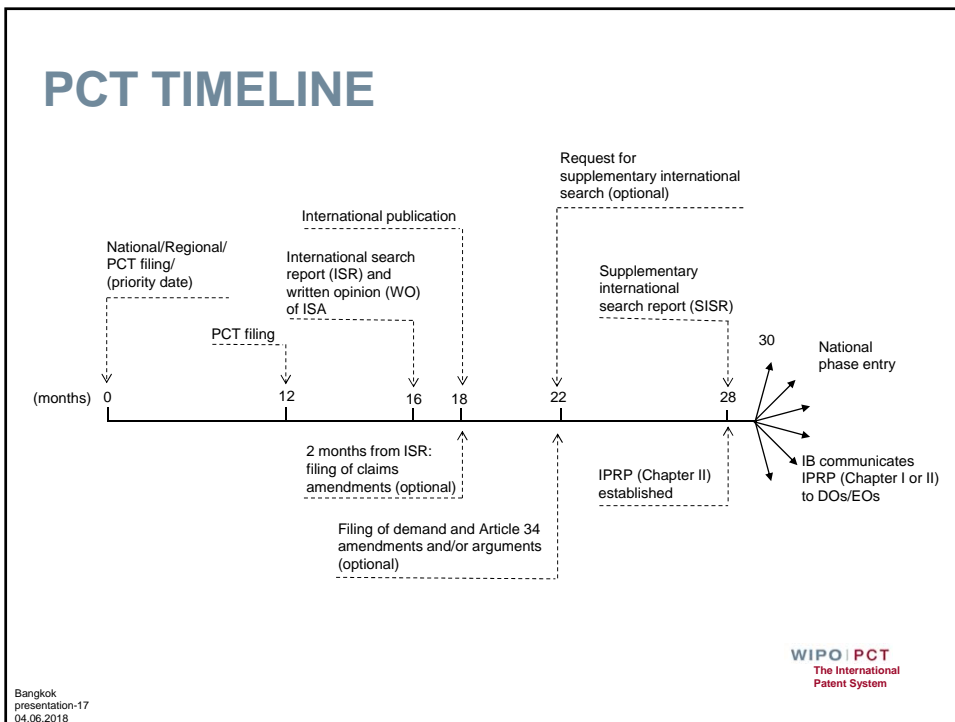 PCT TIMELINE
Request for
supplementary international
search (optional)
International publication
National/Regional/
PCT filing/
(priority date)
International search
report (ISR) and
written opinion (WO)
of ISA
Supplementary
international
search report (SISR)
PCT filing
30
National
phase entry
(months) 0 12 16 18 22 28
2 months from ISR:
filing of claims
amendments (optional)
IPRP (Chapter II)
established
IB communicates
IPRP (Chapter I or II)
to DOs/EOs
Filing of demand and Article 34
amendments and/or arguments
(optional)
WIPO|PCT
The International
Patent System
Bangkok
presentation-17
04.06.2018